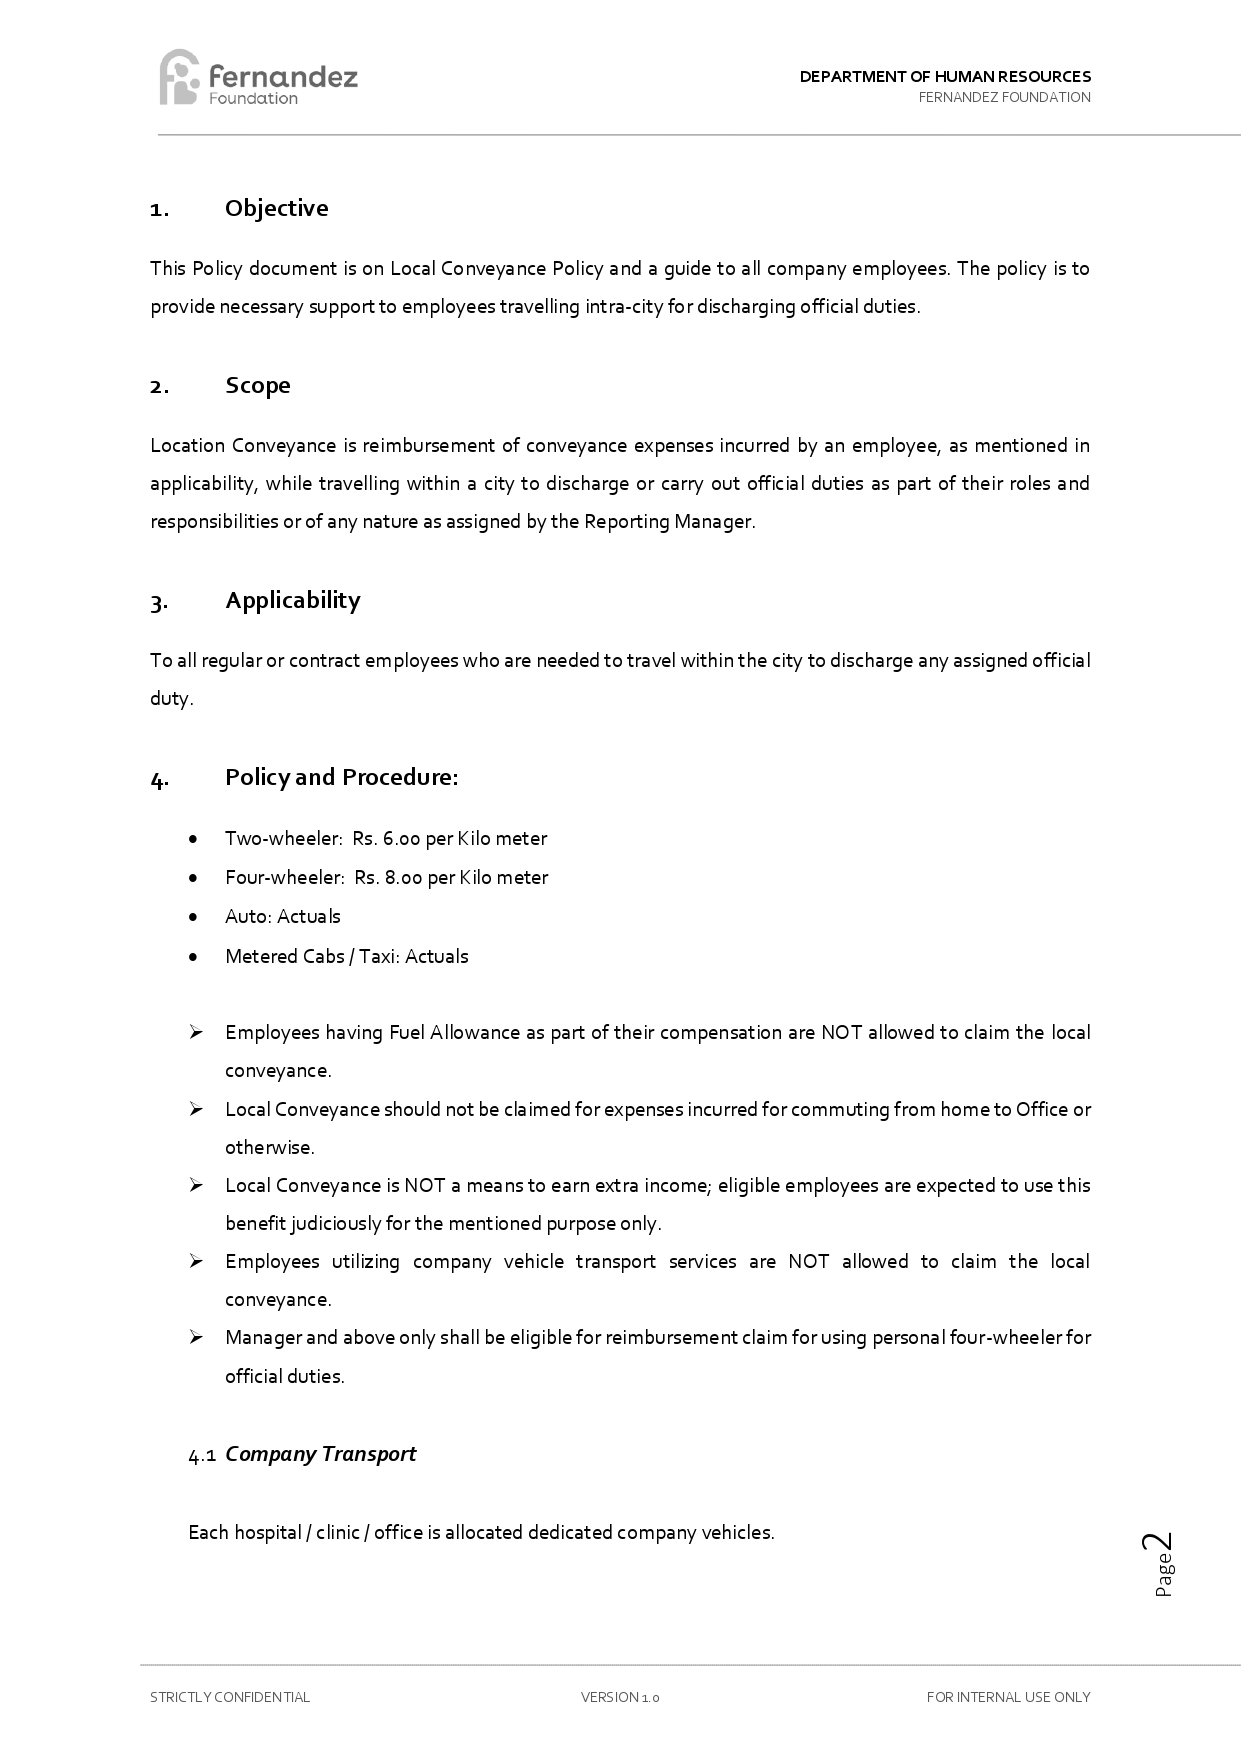 fernandez
Foundation
DEPARTMENT OF HUMAN RESOURCES
FERNANDEZ FOUNDATION
1. Objective
This Policy document is on Local Conveyance Policy and a guide to all company employees. The policy is to
provide necessary support to employees travelling intra-city for discharging official duties.
2. Scope
Location Conveyance is reimbursement of conveyance expenses incurred by an employee, as mentioned in
applicability, while travelling within a city to discharge or carry out official duties as part of their roles and
responsibilities or of any nature as assigned by the Reporting Manager.
3. Applicability
To all regular or contract employees who are needed to travel within the city to discharge any assigned official
duty.
4. Policy and Procedure:
• Two-wheeler: Rs. 6.00 per Kilo meter
• Four-wheeler: Rs. 8.00 per Kilo meter
• Auto: Actuals
• Metered Cabs / Taxi: Actuals
➢ Employees having Fuel Allowance as part of their compensation are NOT allowed to claim the local
conveyance.
➢ Local Conveyance should not be claimed for expenses incurred for commuting from home to Office or
otherwise.
➢ Local Conveyance is NOT a means to earn extra income; eligible employees are expected to use this
benefit judiciously for the mentioned purpose only.
➢ Employees utilizing company vehicle transport services are NOT allowed to claim the local
conveyance.
➢ Manager and above only shall be eligible for reimbursement claim for using personal four-wheeler for
official duties.
4.1 Company Transport
Each hospital / clinic / office is allocated dedicated company vehicles.
Page2
STRICTLY CONFIDENTIAL
VERSION 1.0
FOR INTERNAL USE ONLY